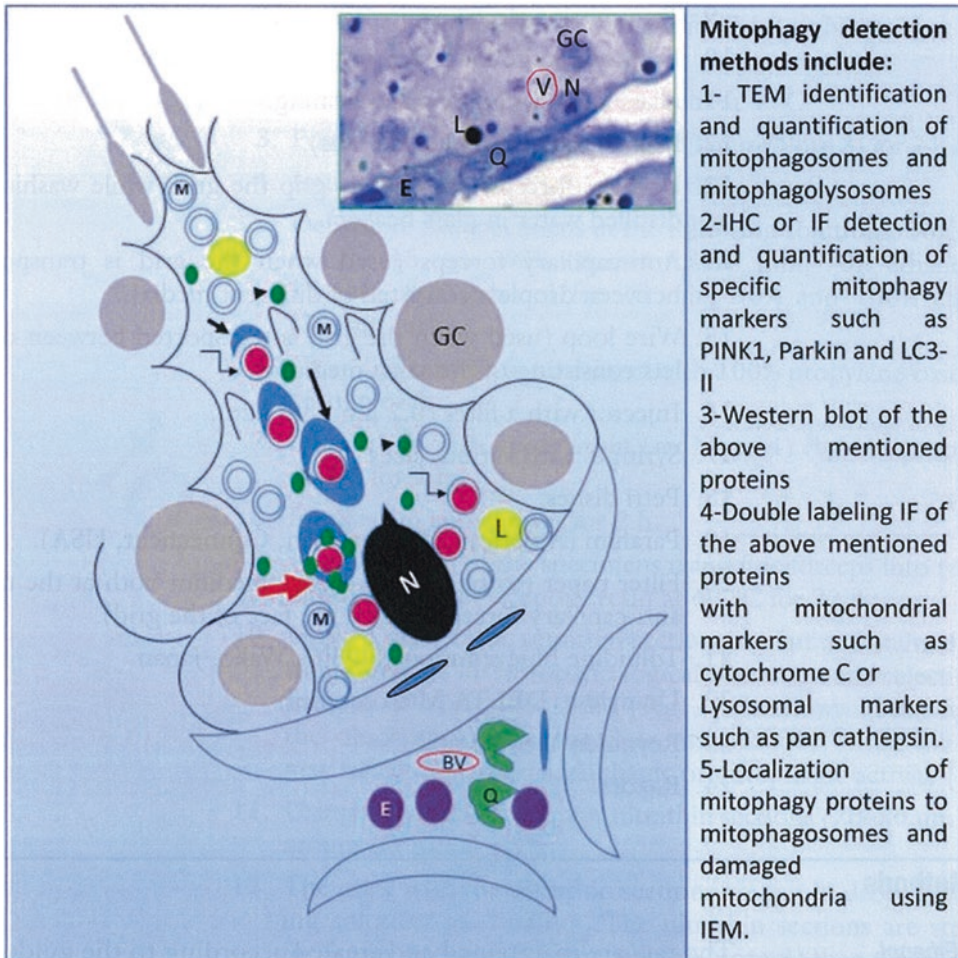 GC
V N
L
Q
E
M
M
GC
L
N
M
BV
E
Q
Mitophagy detection
methods include:
1- TEM identification
and quantification of
mitophagosomes and
mitophagolysosomes
2-IHC or IF detection
and quantification of
specific mitophagy
markers such as
PINK1, Parkin and LC3-
II
3-Western blot of the
above mentioned
proteins
4-Double labeling IF of
the above mentioned
proteins
with mitochondrial
markers such as
cytochrome C or
Lysosomal markers
such as pan cathepsin.
5-Localization of
mitophagy proteins to
mitophagosomes and
damaged
mitochondria using
IEM.